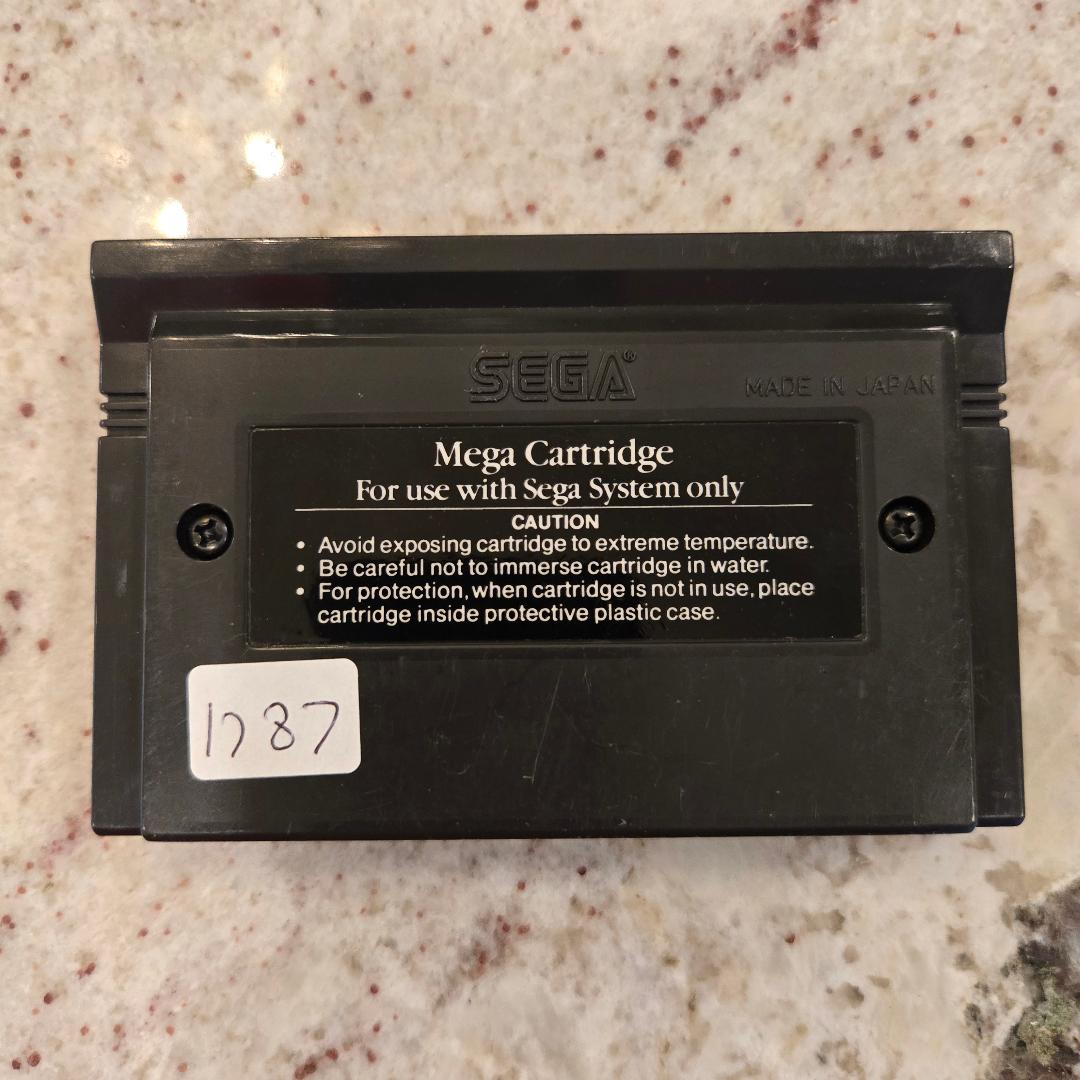 SEGA®
MADE IN JAPAN
Mega Cartridge
For use with Sega System only
CAUTION
• Avoid exposing cartridge to extreme temperature.
• Be careful not to immerse cartridge in water.
• For protection, when cartridge is not in use, place
cartridge inside protective plastic case.